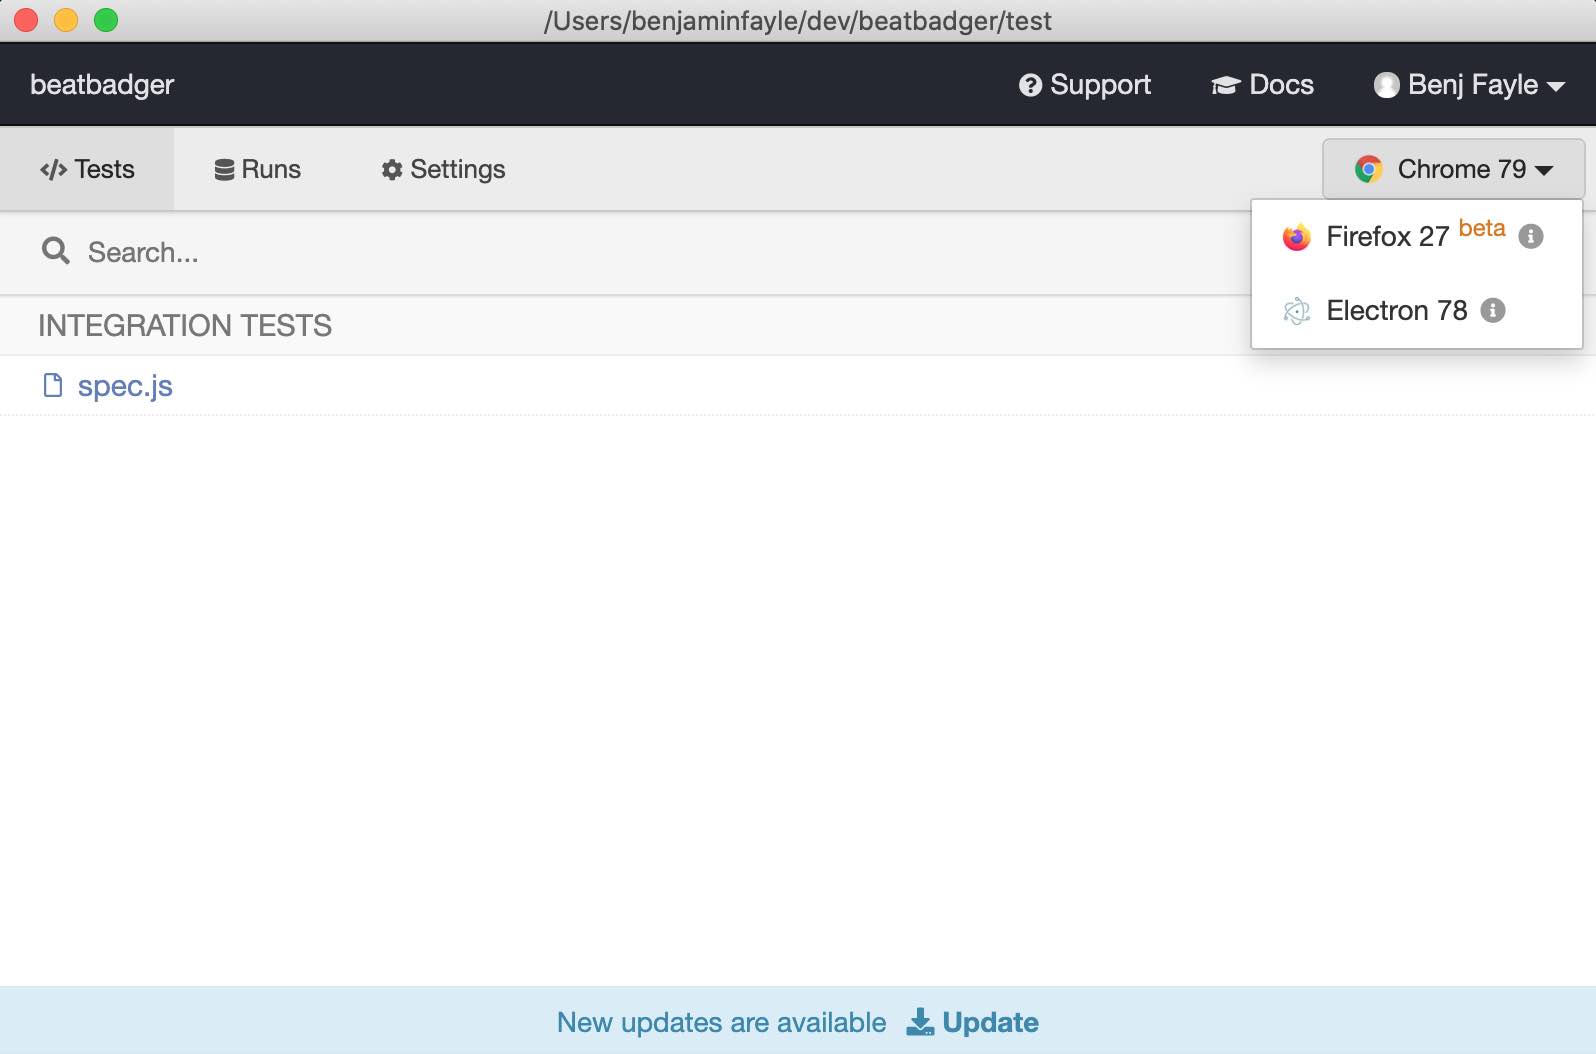 /Users/benjaminfayle/dev/beatbadger/test
beatbadger
Support
Docs
Benj Fayle
Tests
Runs
Settings
Chrome 79
Firefox 27 beta
Electron 78
Search...
INTEGRATION TESTS
spec.js
New updates are available Update